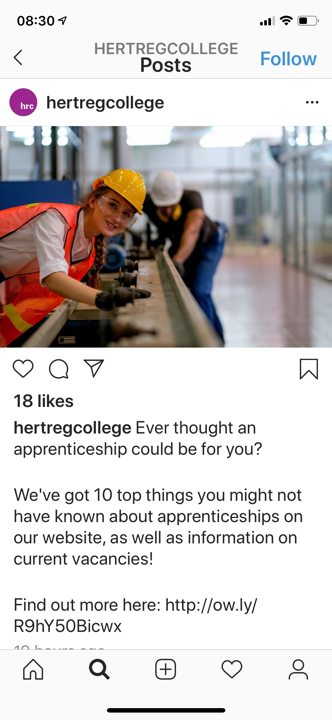 08:30
HERTREGCOLLEGE
Posts
Follow
hrc
hertregcollege
18 likes
hertregcollege Ever thought an
apprenticeship could be for you?
We've got 10 top things you might not
have known about apprenticeships on
our website, as well as information on
current vacancies!
Find out more here: http://ow.ly/
R9hY50Bicwx
hours ago